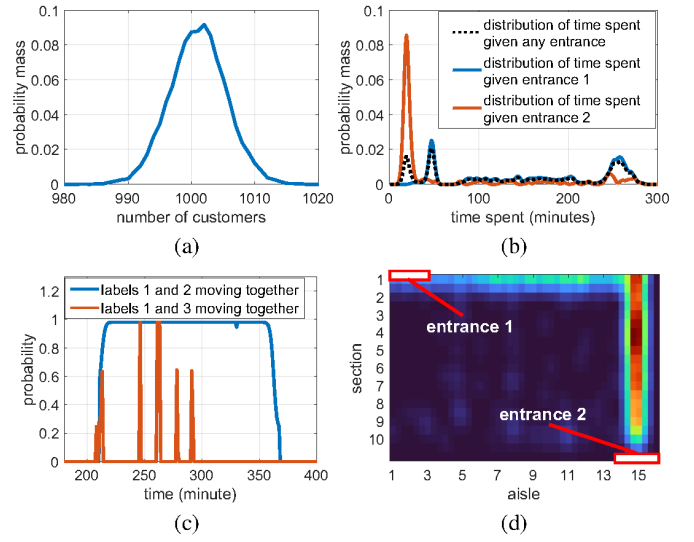 0.1
0.08
0.06
0.04
0.02
0
probability mass
980 990 1000 1010 1020
number of customers
(a)
0.1
0.08
0.06
0.04
0.02
0
probability mass
distribution of time spent
given any entrance
distribution of time spent
given entrance 1
distribution of time spent
given entrance 2
0 100 200 300
time spent (minutes)
(b)
1.2
1
0.8
0.6
0.4
0.2
0
probability
labels 1 and 2 moving together
labels 1 and 3 moving together
200 250 300 350 400
time (minute)
(c)
1
2
3
4
5
6
7
8
9
10
section
entrance 1
entrance 2
1 3 5 7 9 11 13 15
aisle
(d)